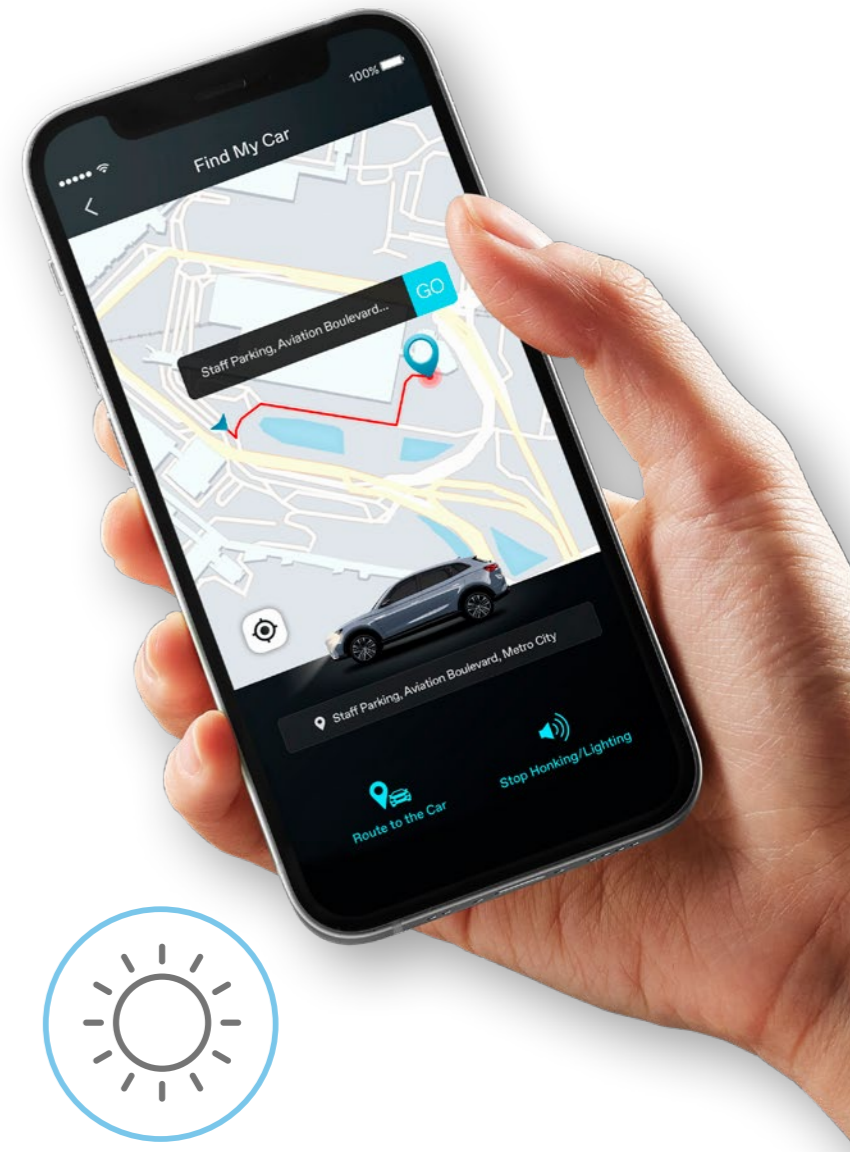 100%
Find My Car
Staff Parking, Aviation Boulevard...
GO
Staff Parking, Aviation Boulevard, Metro City
Route to the Car
Stop Honking/Lighting